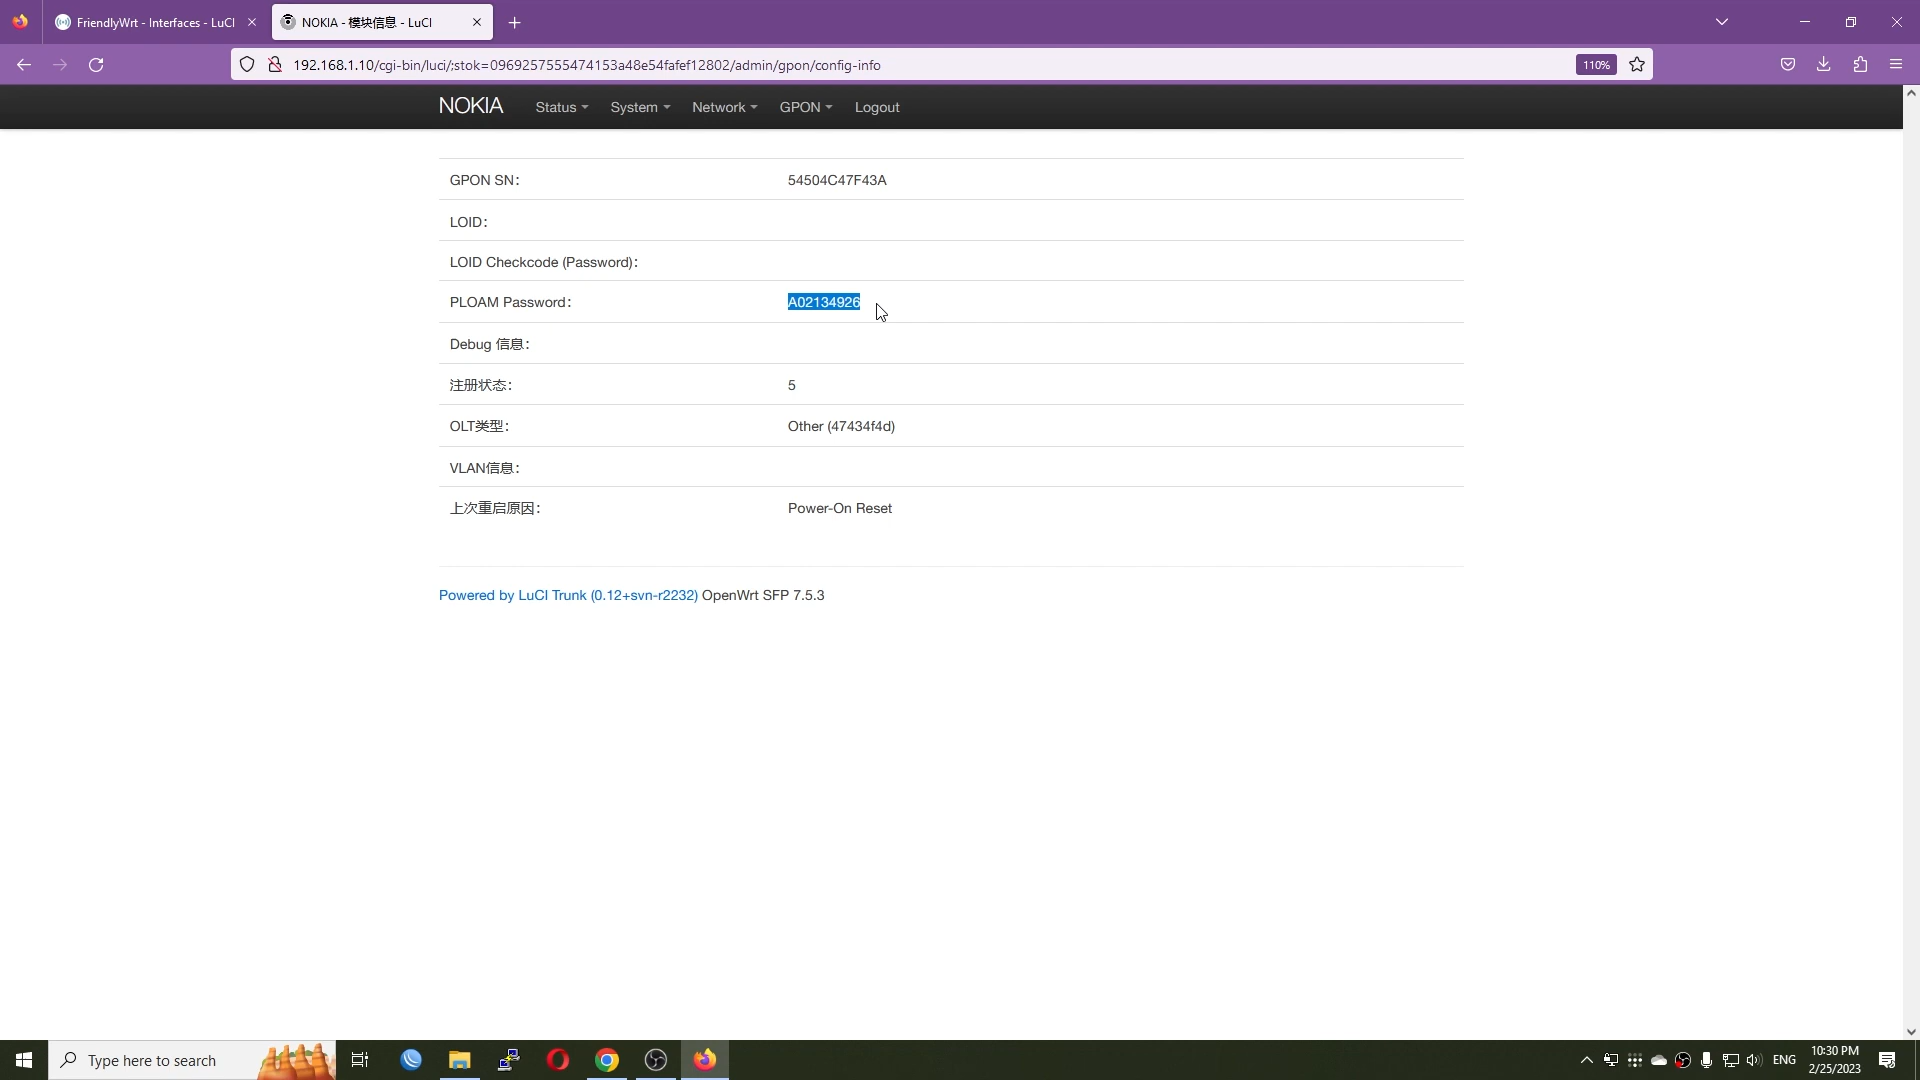 FriendlyWrt - Interfaces - LuCI
NOKIA - 模块信息 - LuCI
192.168.1.10/cgi-bin/luci/;stok=0969257555474153a48e54fafef12802/admin/gpon/config-info
110%
NOKIA
Status
System
Network
GPON
Logout
GPON SN: 54504C47F43A
LOID:
LOID Checkcode (Password):
PLOAM Password: A02134926
Debug 信息:
注册状态: 5
OLT类型: Other (47434f4d)
VLAN信息:
上次重启原因: Power-On Reset
Powered by LuCI Trunk (0.12+svn-r2232) OpenWrt SFP 7.5.3
Type here to search
ENG
10:30 PM
2/25/2023